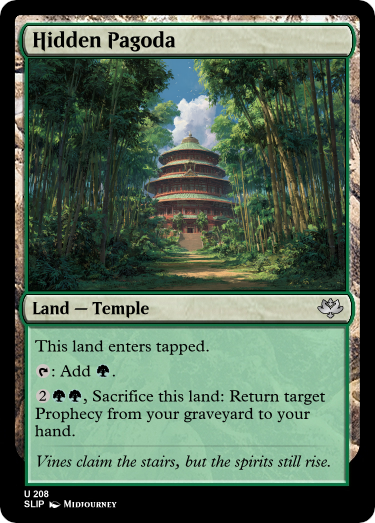 Hidden Pagoda
Land — Temple
This land enters tapped.
: Add .
2, Sacrifice this land: Return target
Prophecy from your graveyard to your
hand.
Vines claim the stairs, but the spirits still rise.
U 208
SLIP Midjourney